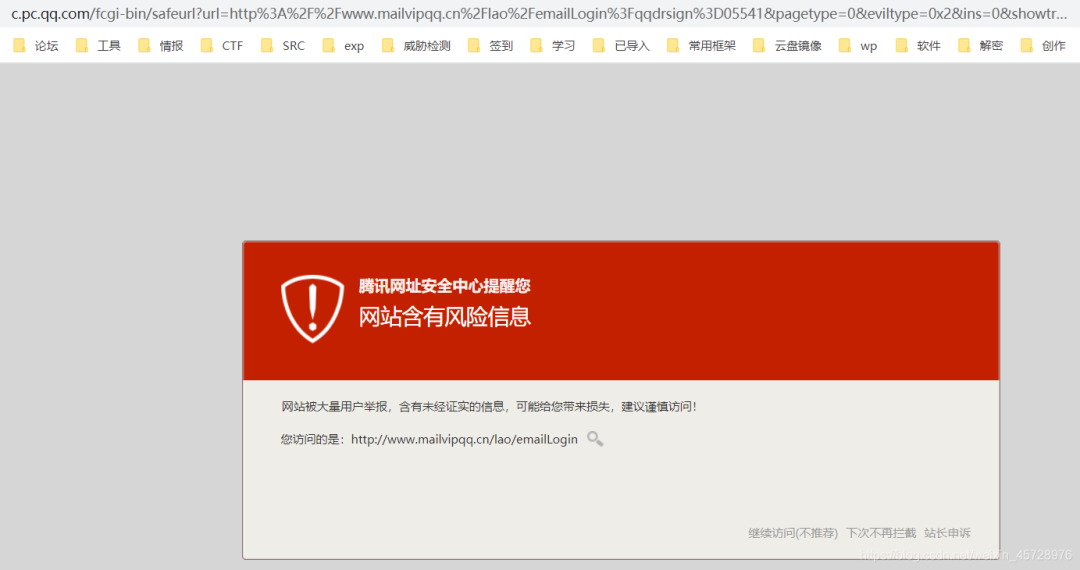 c.pc.qq.com/fcgi-bin/safeurl?url=http%3A%2F%2Fwww.mailvipqq.cn%2Flao%2FemailLogin%3Fqqdrsign%3D05541&pagetype=0&eviltype=0x2&ins=0&showtr...
论坛 工具 情报 CTF SRC exp 威胁检测 签到 学习 已导入 常用框架 云盘镜像 wp 软件 解密 创作
腾讯网址安全中心提醒您
网站含有风险信息
网站被大量用户举报，含有未经证实的信息，可能给您带来损失，建议谨慎访问！
您访问的是：http://www.mailvipqq.cn/lao/emailLogin
继续访问(不推荐) 下次不再拦截 站长申诉
https://blog.csdn.net/weixin_45728976